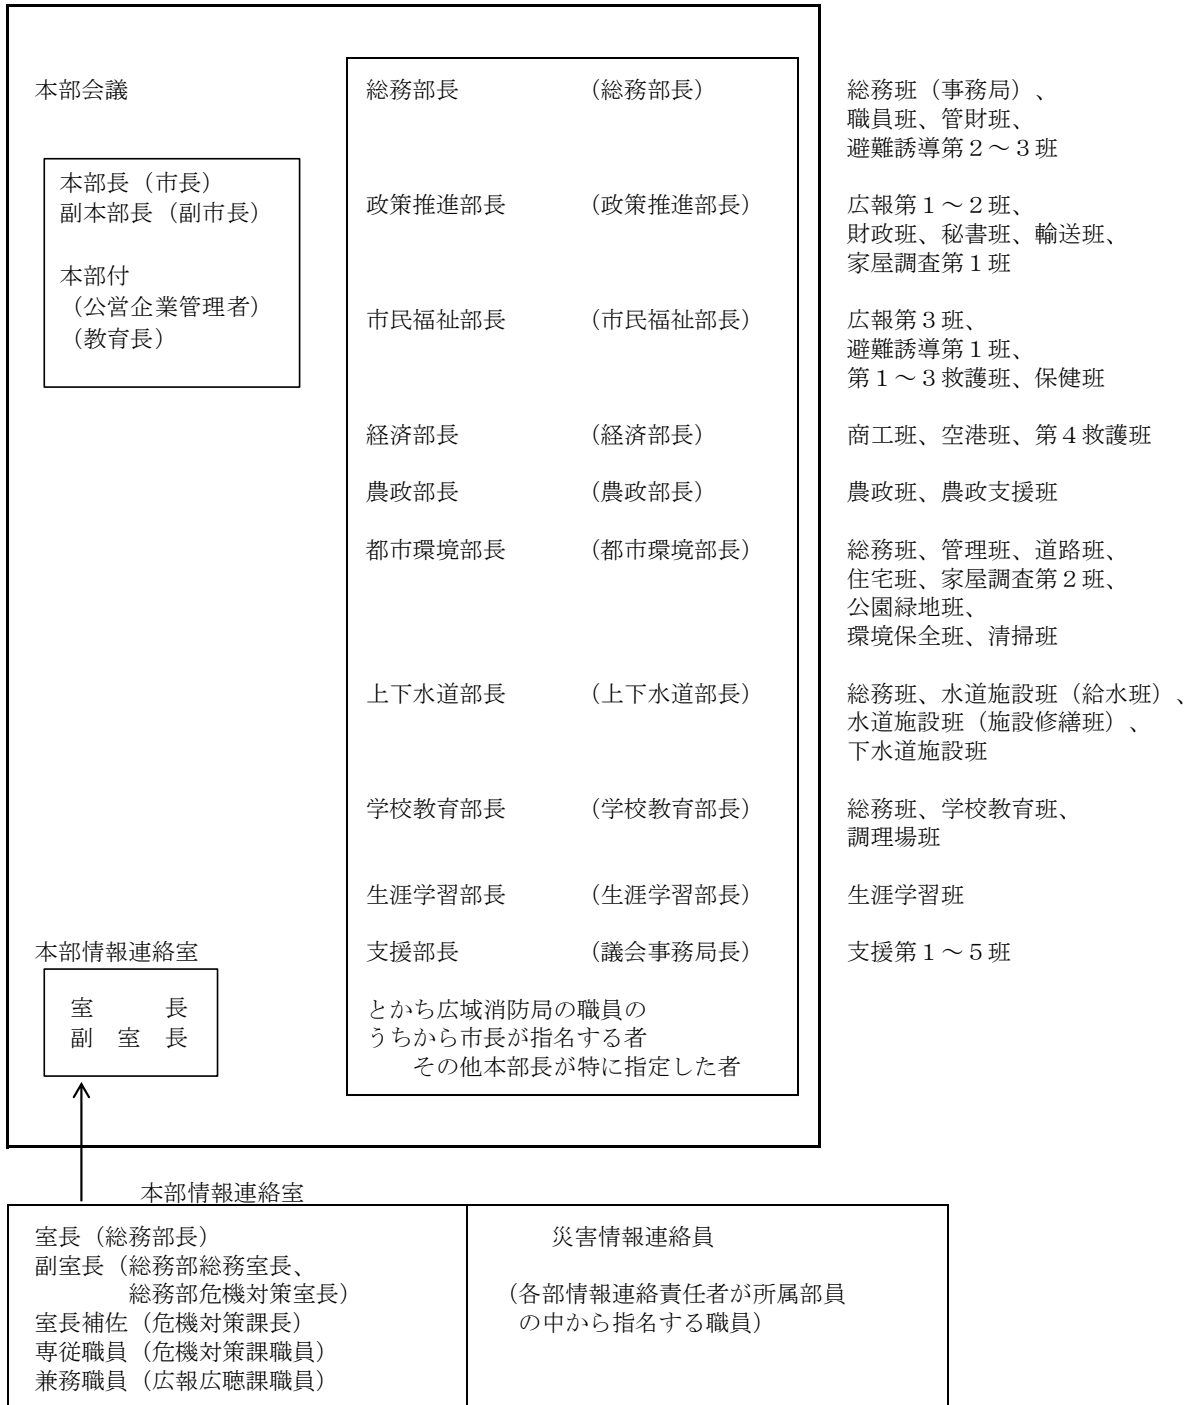 本部会議
本部長（市長）
副本部長（副市長）
本部付
（公営企業管理者）
（教育長）
総務部長 （総務部長） 総務班（事務局）、
職員班、管財班、
避難誘導第２～３班
政策推進部長 （政策推進部長） 広報第１～２班、
財政班、秘書班、輸送班、
家屋調査第１班
市民福祉部長 （市民福祉部長） 広報第３班、
避難誘導第１班、
第１～３救護班、保健班
経済部長 （経済部長） 商工班、空港班、第４救護班
農政部長 （農政部長） 農政班、農政支援班
都市環境部長 （都市環境部長） 総務班、管理班、道路班、
住宅班、家屋調査第２班、
公園緑地班、
環境保全班、清掃班
上下水道部長 （上下水道部長） 総務班、水道施設班（給水班）、
水道施設班（施設修繕班）、
下水道施設班
学校教育部長 （学校教育部長） 総務班、学校教育班、
調理場班
生涯学習部長 （生涯学習部長） 生涯学習班
支援部長 （議会事務局長） 支援第１～５班
とかち広域消防局の職員の
うちから市長が指名する者
その他本部長が特に指定した者
本部情報連絡室
室　　長
副　室　長
本部情報連絡室
室長（総務部長）
副室長（総務部総務室長、
総務部危機対策室長）
室長補佐（危機対策課長）
専従職員（危機対策課職員）
兼務職員（広報広聴課職員）
災害情報連絡員
（各部情報連絡責任者が所属部員
の中から指名する職員）